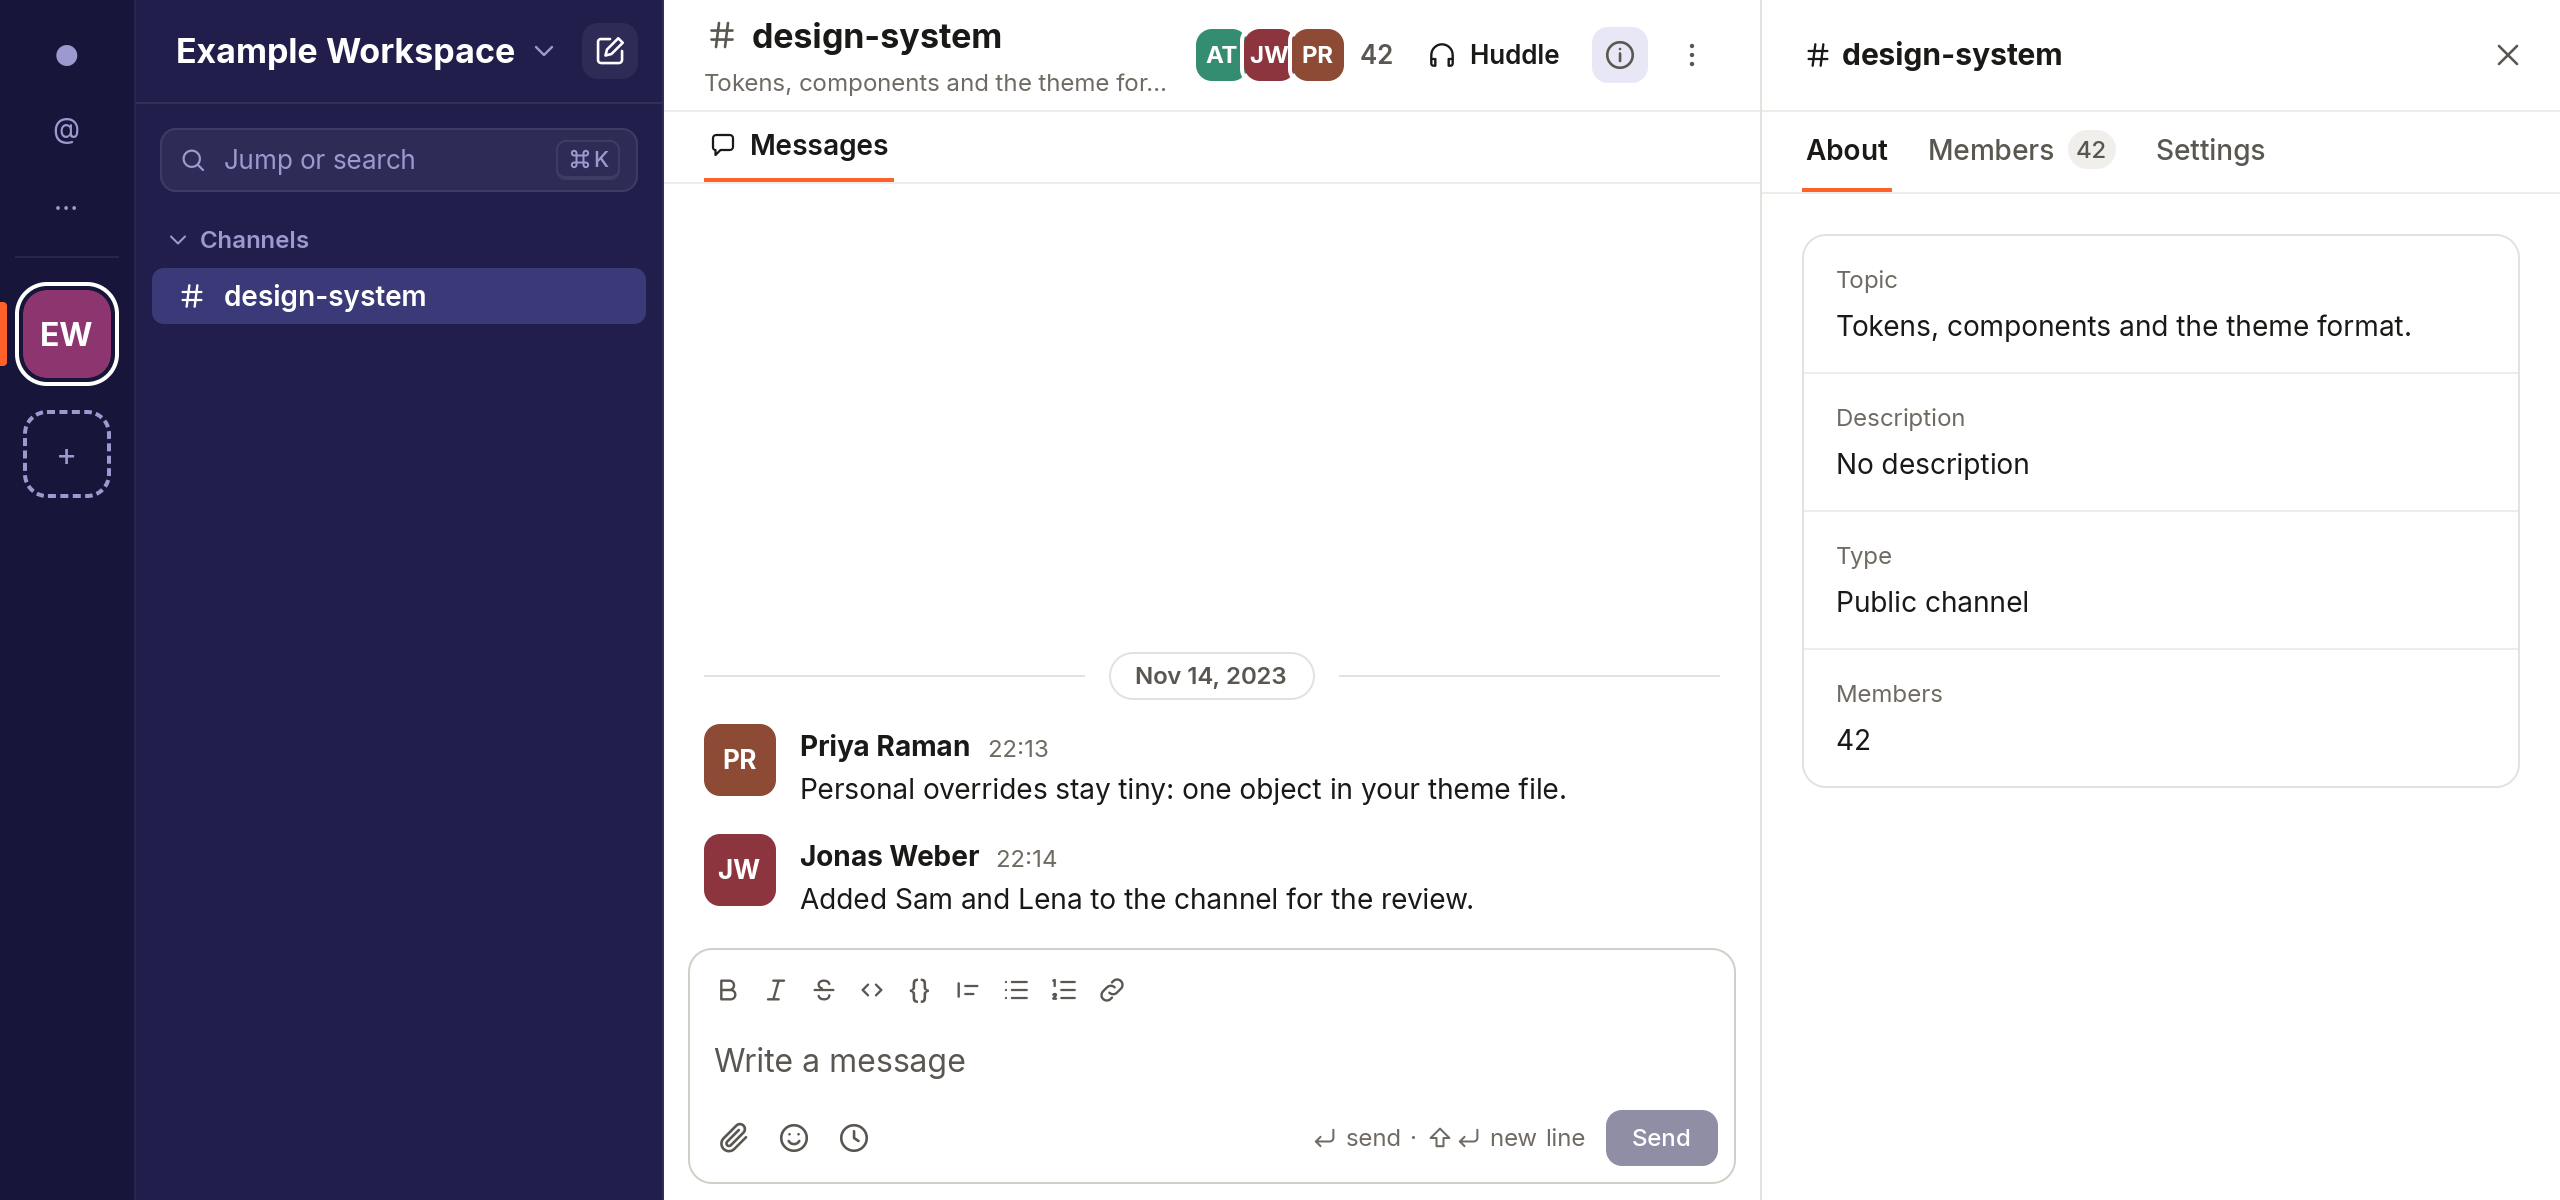 @
...
EW
+
Example Workspace
Jump or search ⌘K
Channels
# design-system
# design-system
Tokens, components and the theme for...
AT JW PR 42
Huddle
Messages
Nov 14, 2023
PR
Priya Raman 22:13
Personal overrides stay tiny: one object in your theme file.
JW
Jonas Weber 22:14
Added Sam and Lena to the channel for the review.
Write a message
send · new line
Send
# design-system
About Members 42 Settings
Topic
Tokens, components and the theme format.
Description
No description
Type
Public channel
Members
42